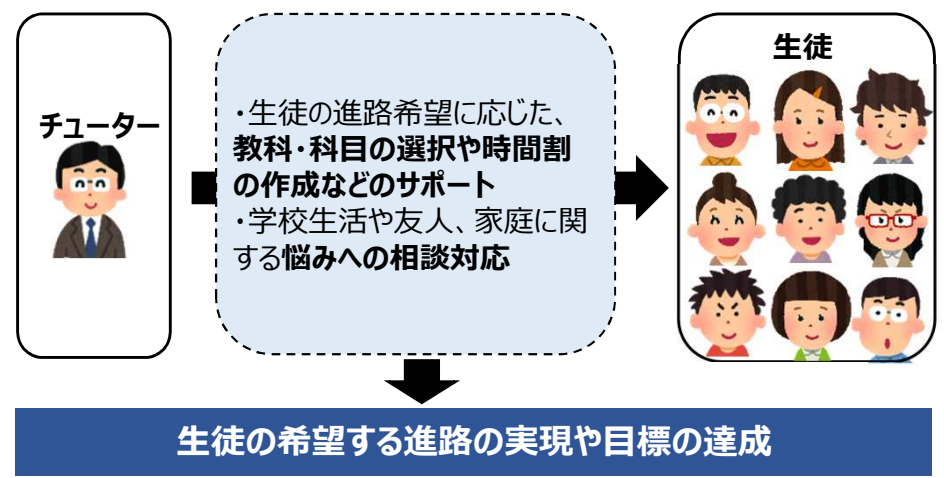 チューター
・生徒の進路希望に応じた、
教科・科目の選択や時間割
の作成などのサポート
・学校生活や友人、家庭に関
する悩みへの相談対応
生徒
生徒の希望する進路の実現や目標の達成